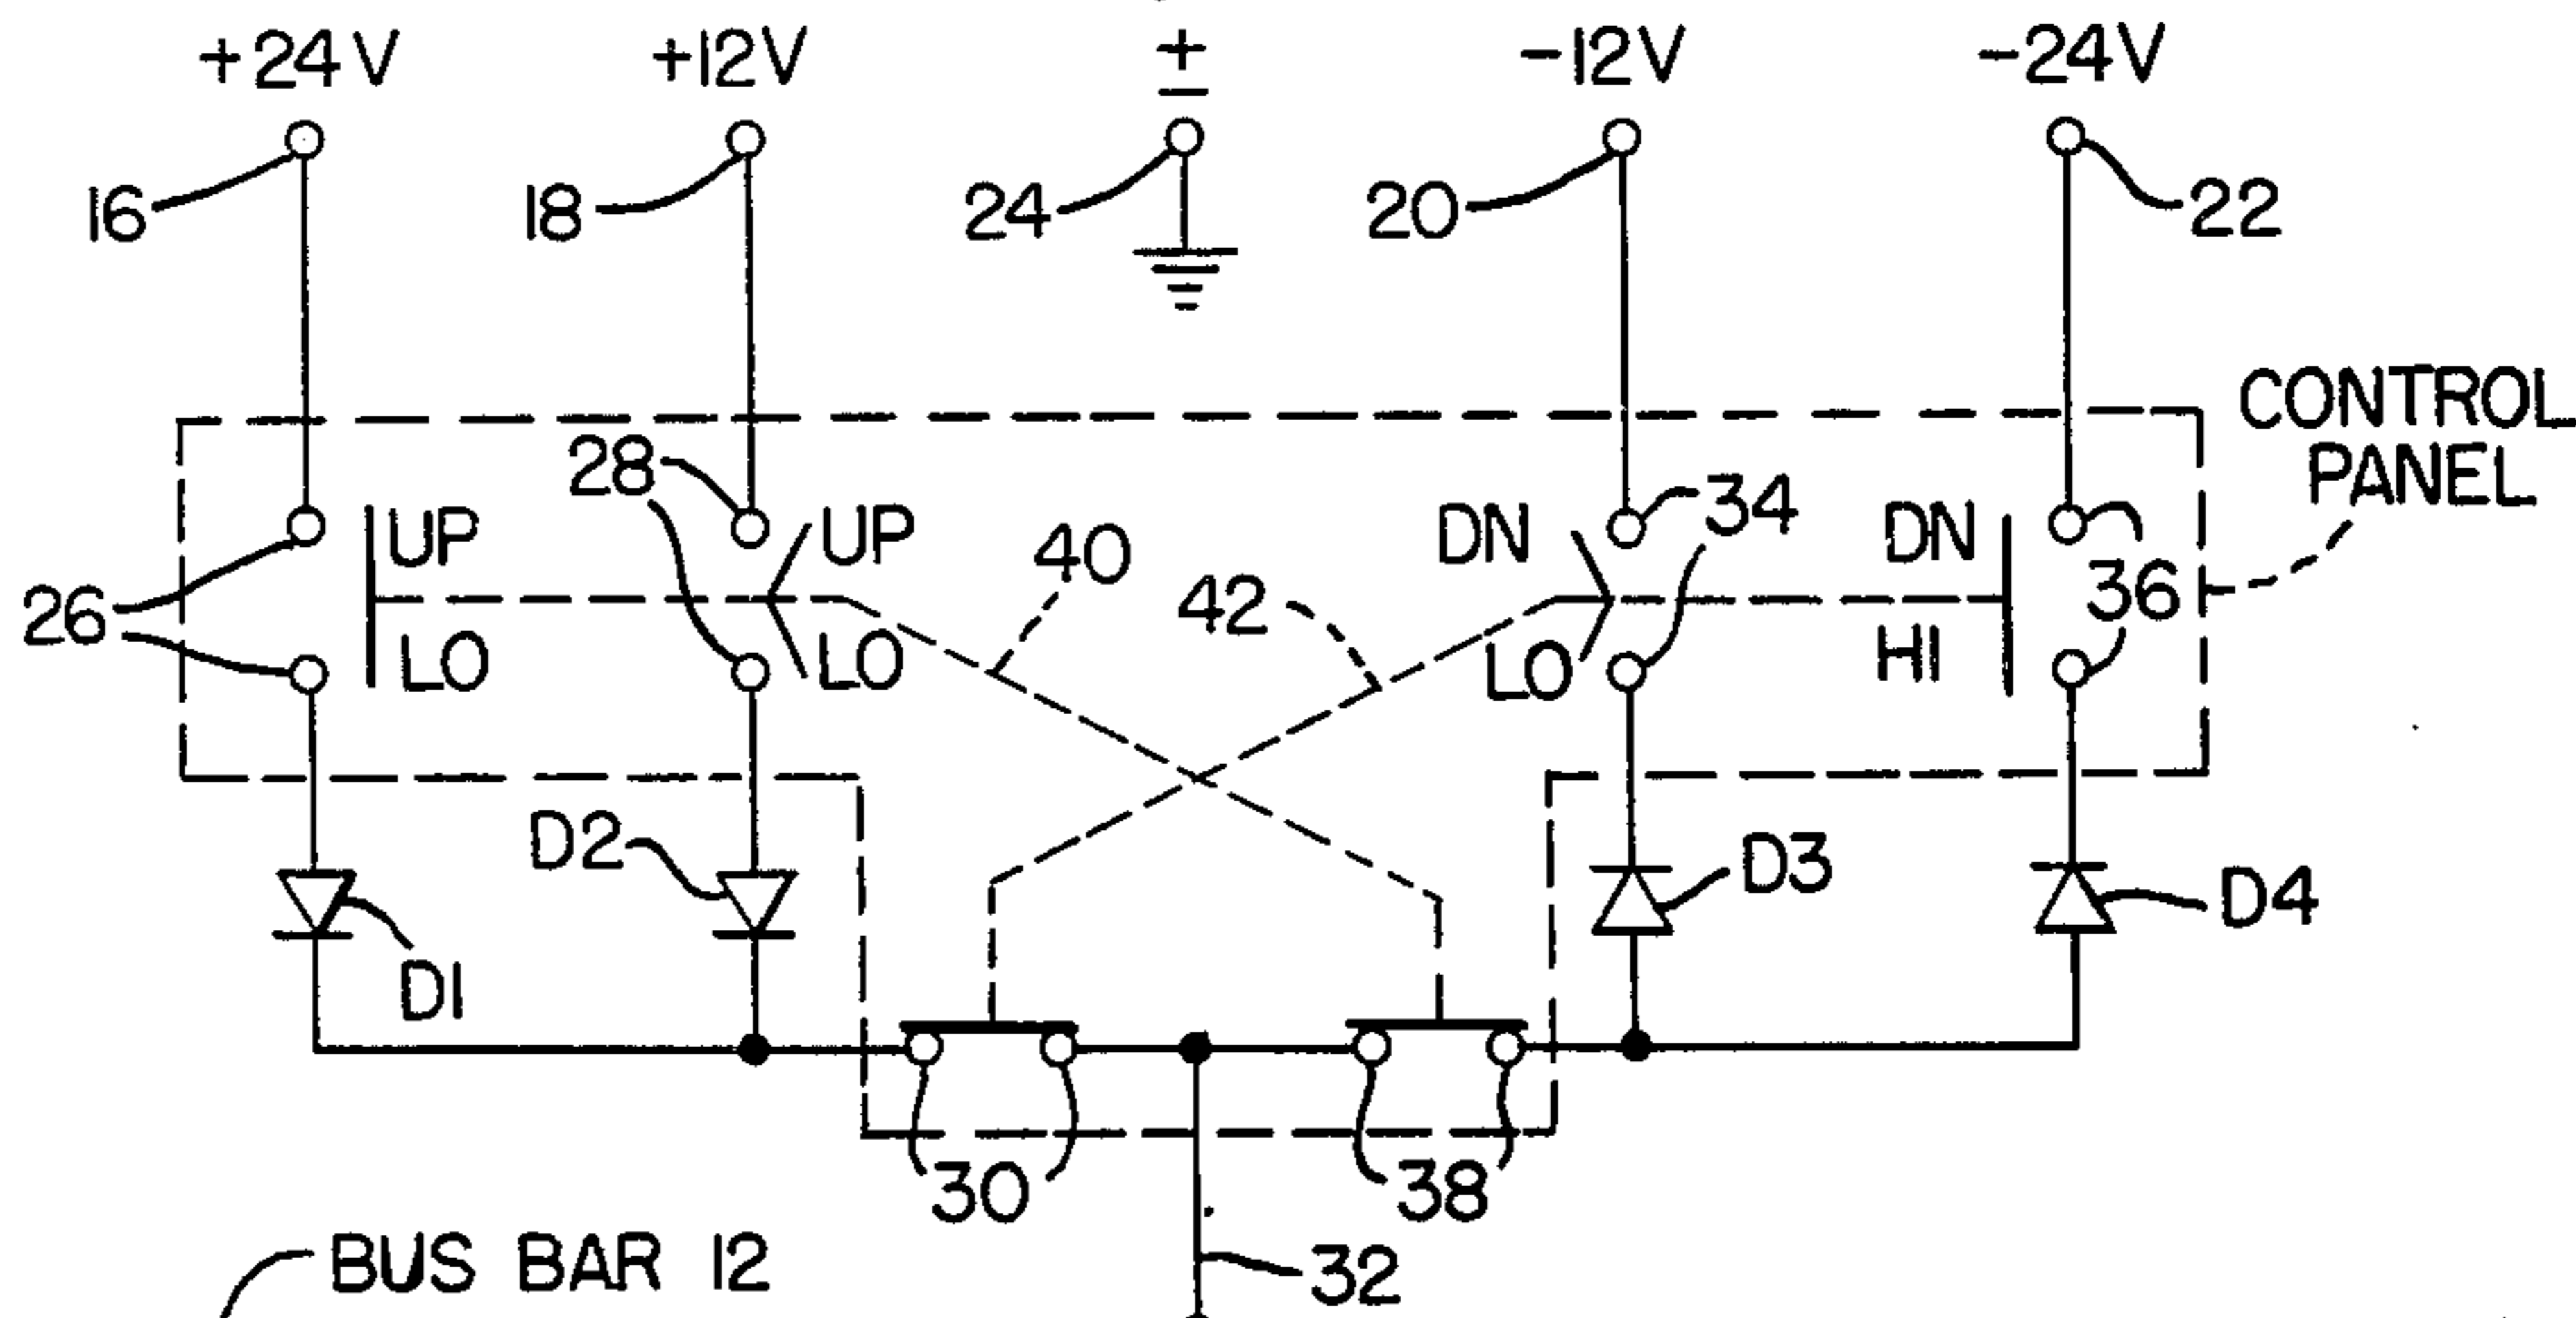 +24V +12V ± -12V -24V
16 18 24 20 22
CONTROL
PANEL
28 34
UP UP 40 42 DN DN
26 36
LO LO LO HI
D2 D3 D4
D1
30 38
BUS BAR 12 32